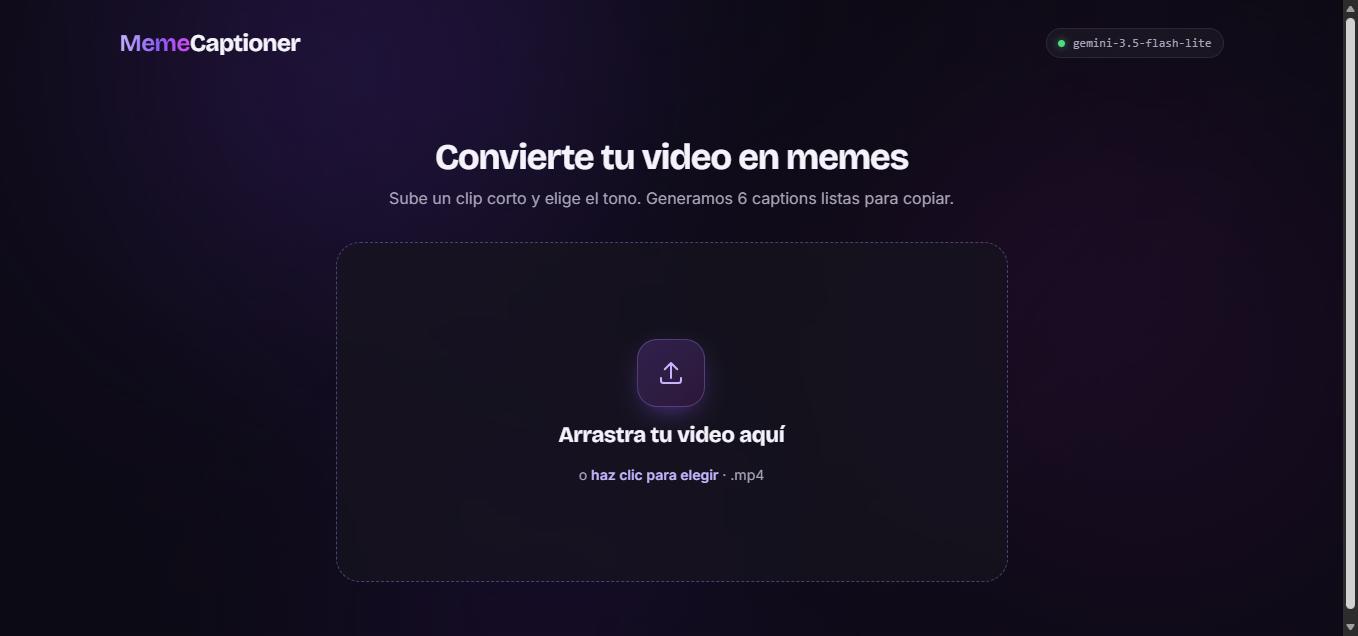 MemeCaptioner
gemini-3.5-flash-lite
Convierte tu video en memes
Sube un clip corto y elige el tono. Generamos 6 captions listas para copiar.
Arrastra tu video aquí
o haz clic para elegir · .mp4